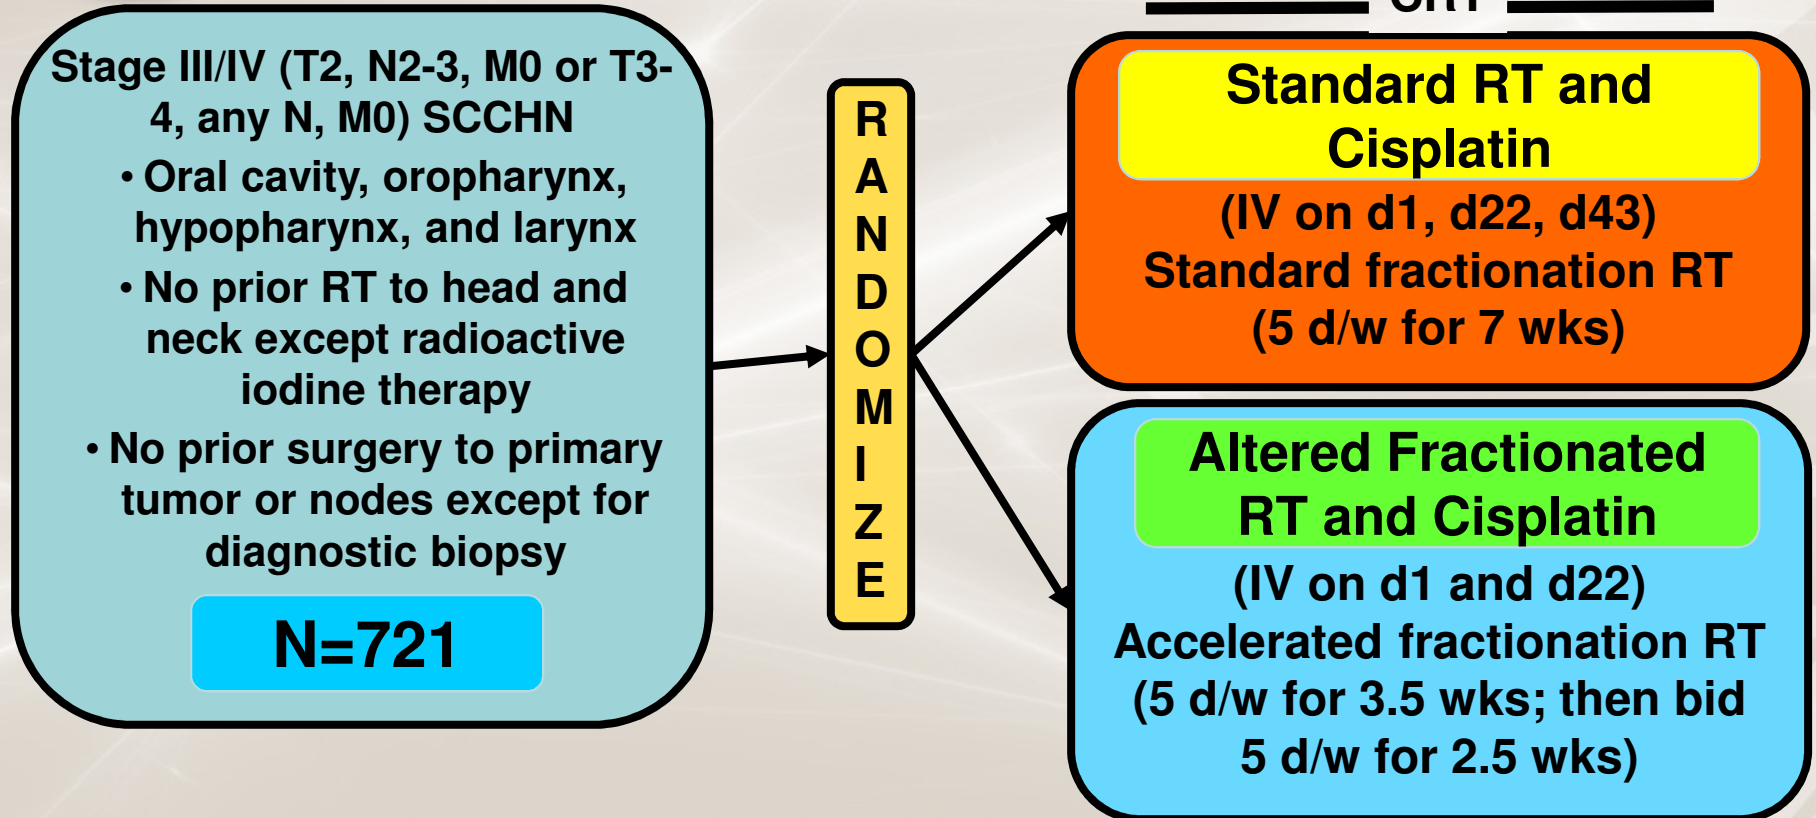 Stage III/IV (T2, N2-3, M0 or T3-
4, any N, M0) SCCHN
• Oral cavity, oropharynx,
hypopharynx, and larynx
• No prior RT to head and
neck except radioactive
iodine therapy
• No prior surgery to primary
tumor or nodes except for
diagnostic biopsy
N=721
R
A
N
D
O
M
I
Z
E
Standard RT and
Cisplatin
(IV on d1, d22, d43)
Standard fractionation RT
(5 d/w for 7 wks)
Altered Fractionated
RT and Cisplatin
(IV on d1 and d22)
Accelerated fractionation RT
(5 d/w for 3.5 wks; then bid
5 d/w for 2.5 wks)